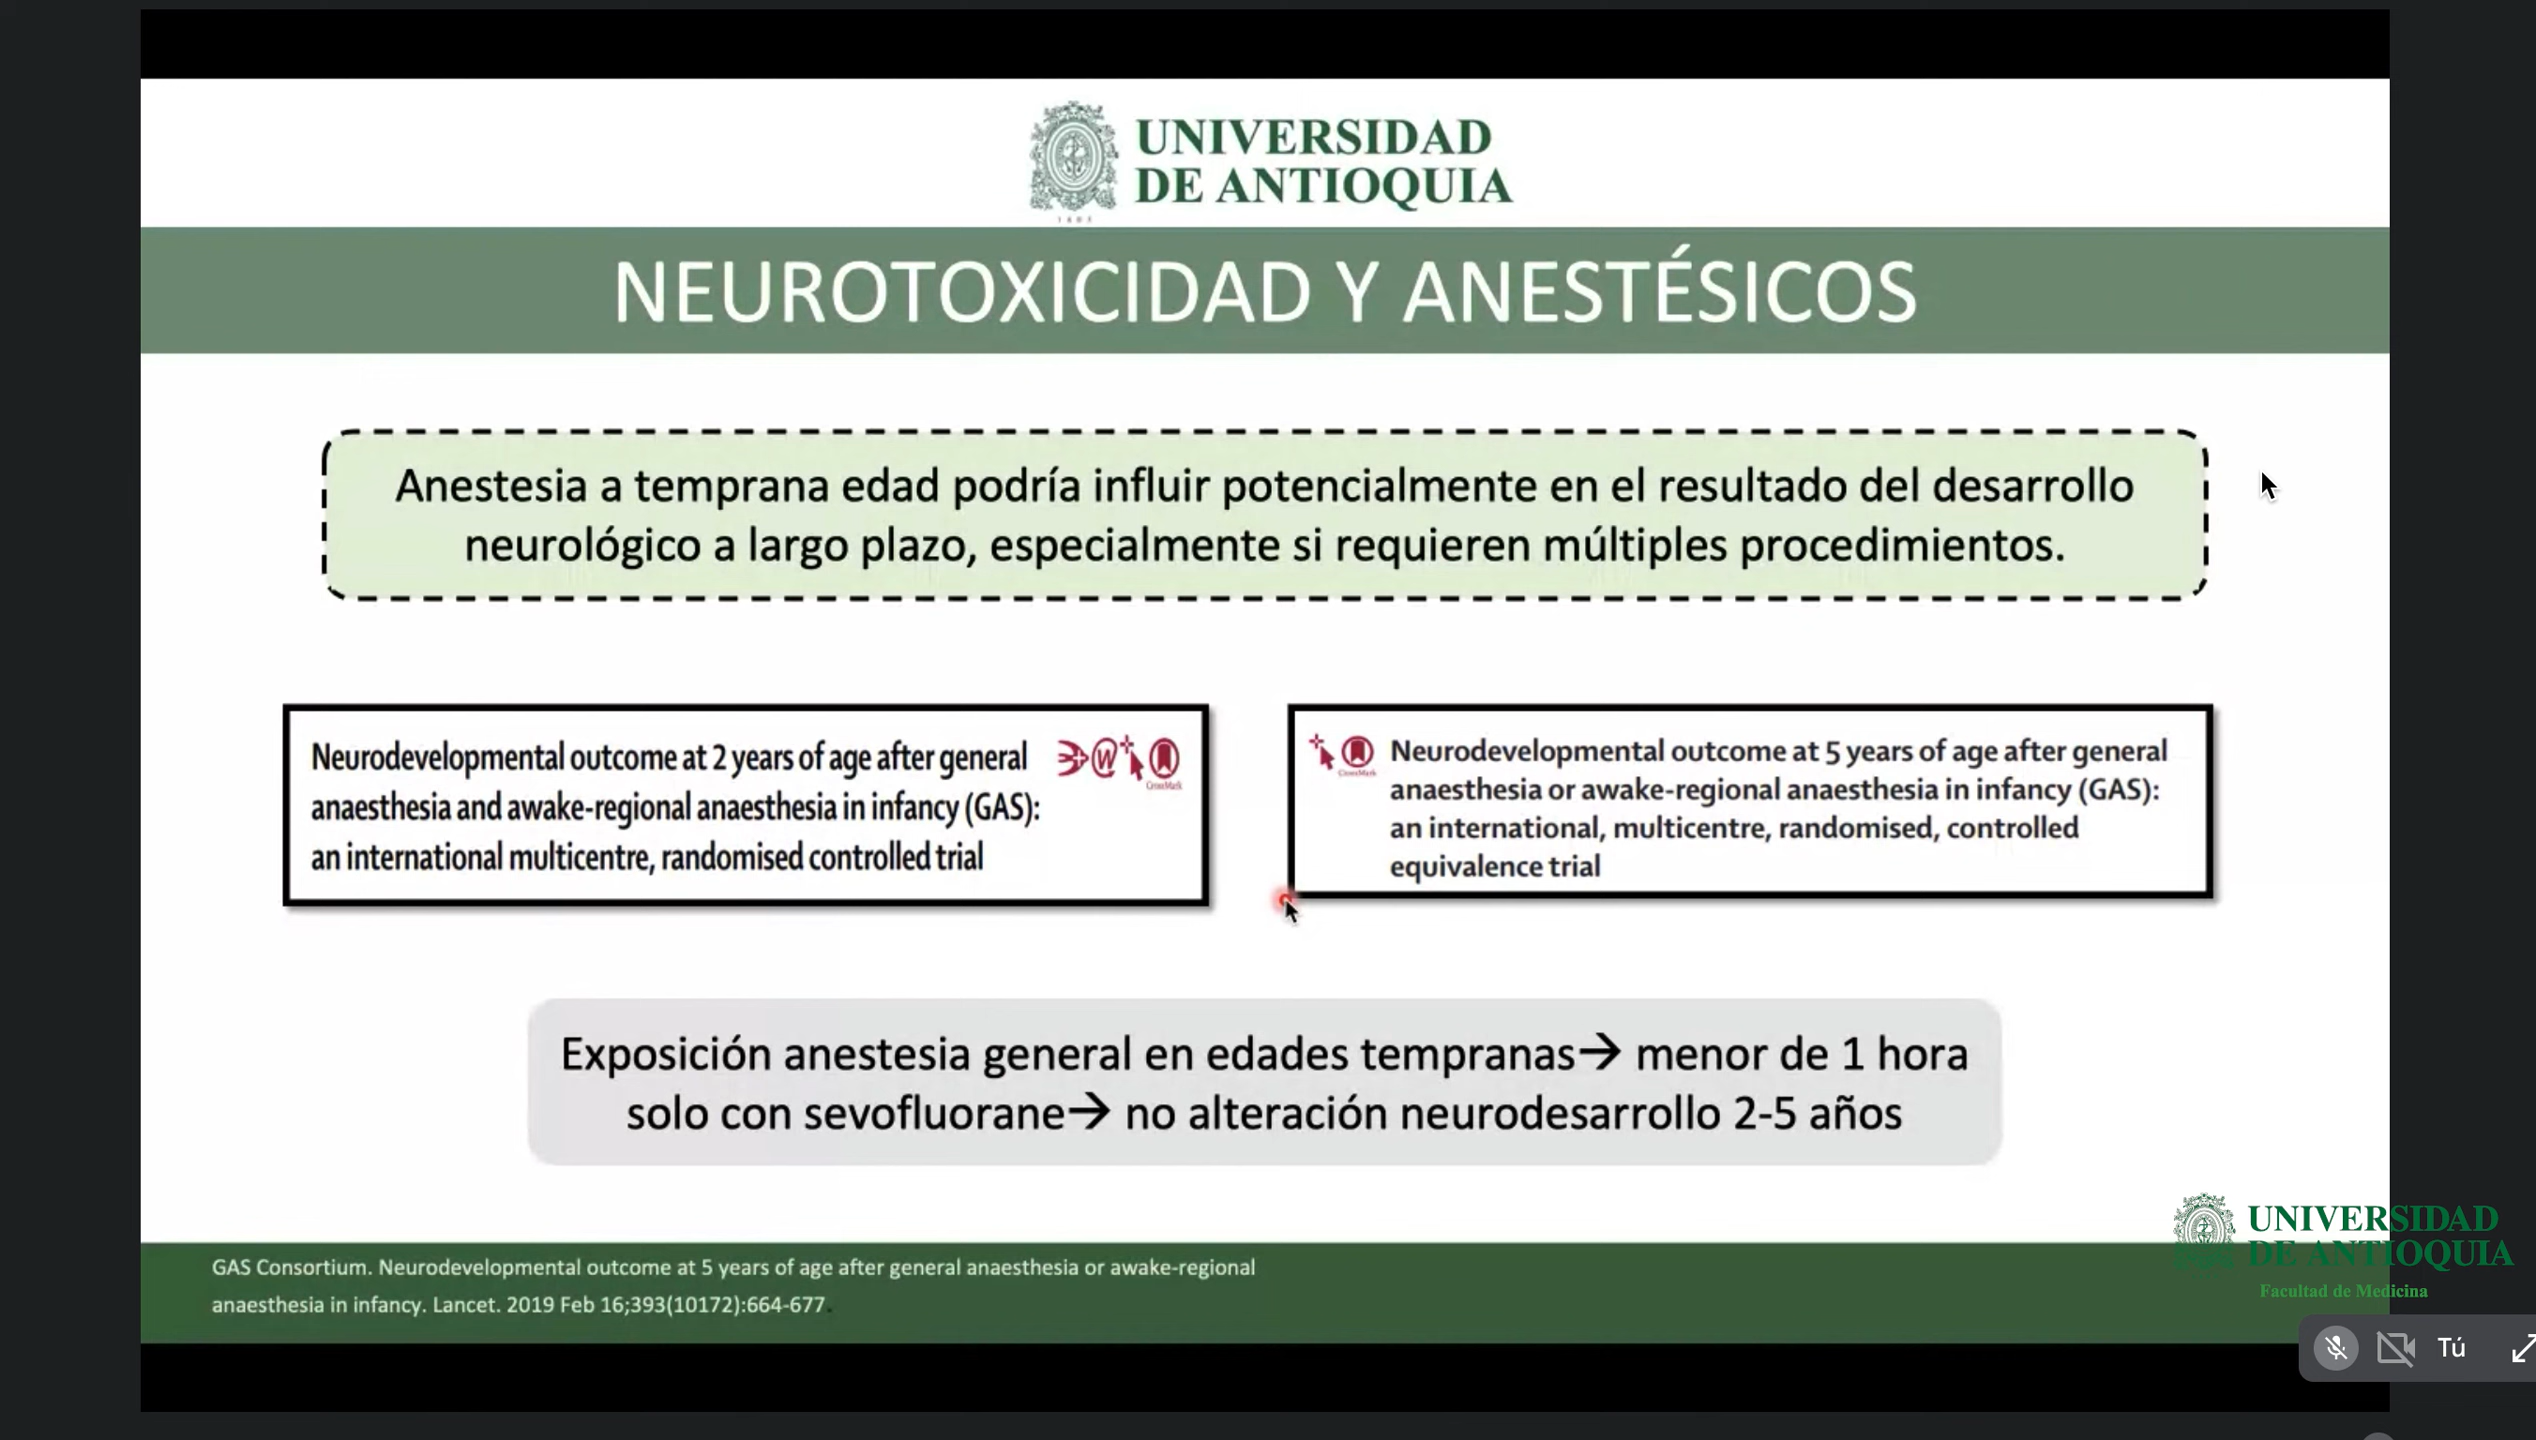 UNIVERSIDAD
DE ANTIOQUIA
1803
NEUROTOXICIDAD Y ANESTÉSICOS
Anestesia a temprana edad podría influir potencialmente en el resultado del desarrollo
neurológico a largo plazo, especialmente si requieren múltiples procedimientos.
Neurodevelopmental outcome at 2 years of age after general
anaesthesia and awake-regional anaesthesia in infancy (GAS):
an international multicentre, randomised controlled trial
CrossMark
CrossMark
Neurodevelopmental outcome at 5 years of age after general
anaesthesia or awake-regional anaesthesia in infancy (GAS):
an international, multicentre, randomised, controlled
equivalence trial
Exposición anestesia general en edades tempranas→ menor de 1 hora
solo con sevofluorane→ no alteración neurodesarrollo 2-5 años
GAS Consortium. Neurodevelopmental outcome at 5 years of age after general anaesthesia or awake-regional
anaesthesia in infancy. Lancet. 2019 Feb 16;393(10172):664-677.
UNIVERSIDAD
DE ANTIOQUIA
Facultad de Medicina
Tú